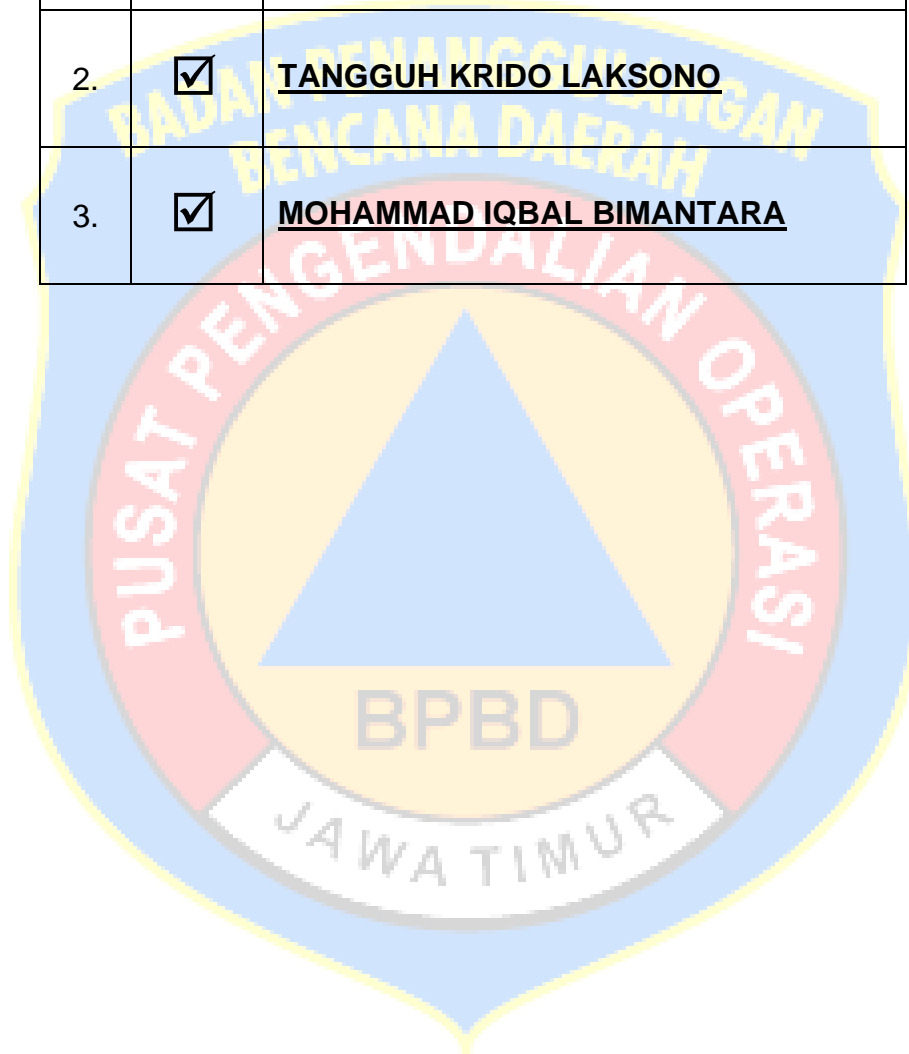 2. ☑ TANGGUH KRIDO LAKSONO
3. ☑ MOHAMMAD IQBAL BIMANTARA
BADAN PENANGGULANGAN
BENCANA DAERAH
PUSAT PENGENDALIAN OPERASI
BPBD
JAWA TIMUR